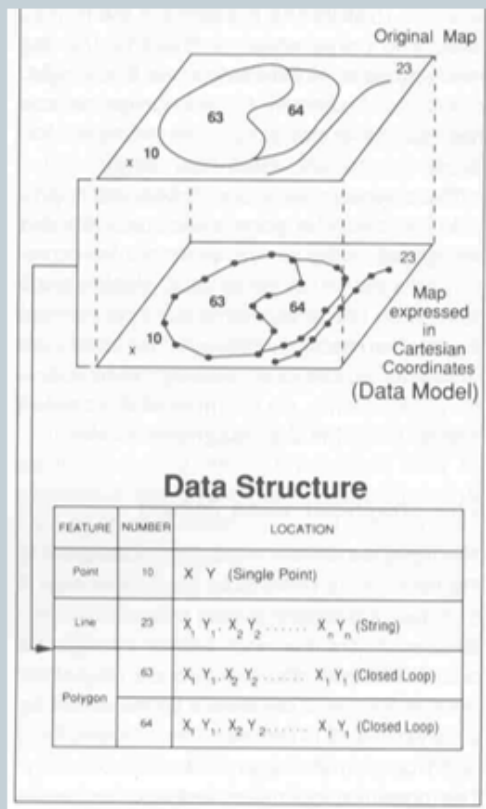 Original Map
23
63
64
x 10
23
63
64
x 10
Map
expressed
in
Cartesian
Coordinates
(Data Model)
Data Structure
FEATURE NUMBER LOCATION
Point 10 X Y (Single Point)
Line 23 X₁ Y₁, X₂ Y₂ ...... Xₙ Yₙ (String)
Polygon 63 X₁ Y₁, X₂ Y₂ ...... X₁ Y₁ (Closed Loop)
64 X₁ Y₁, X₂ Y₂ ...... X₁ Y₁ (Closed Loop)